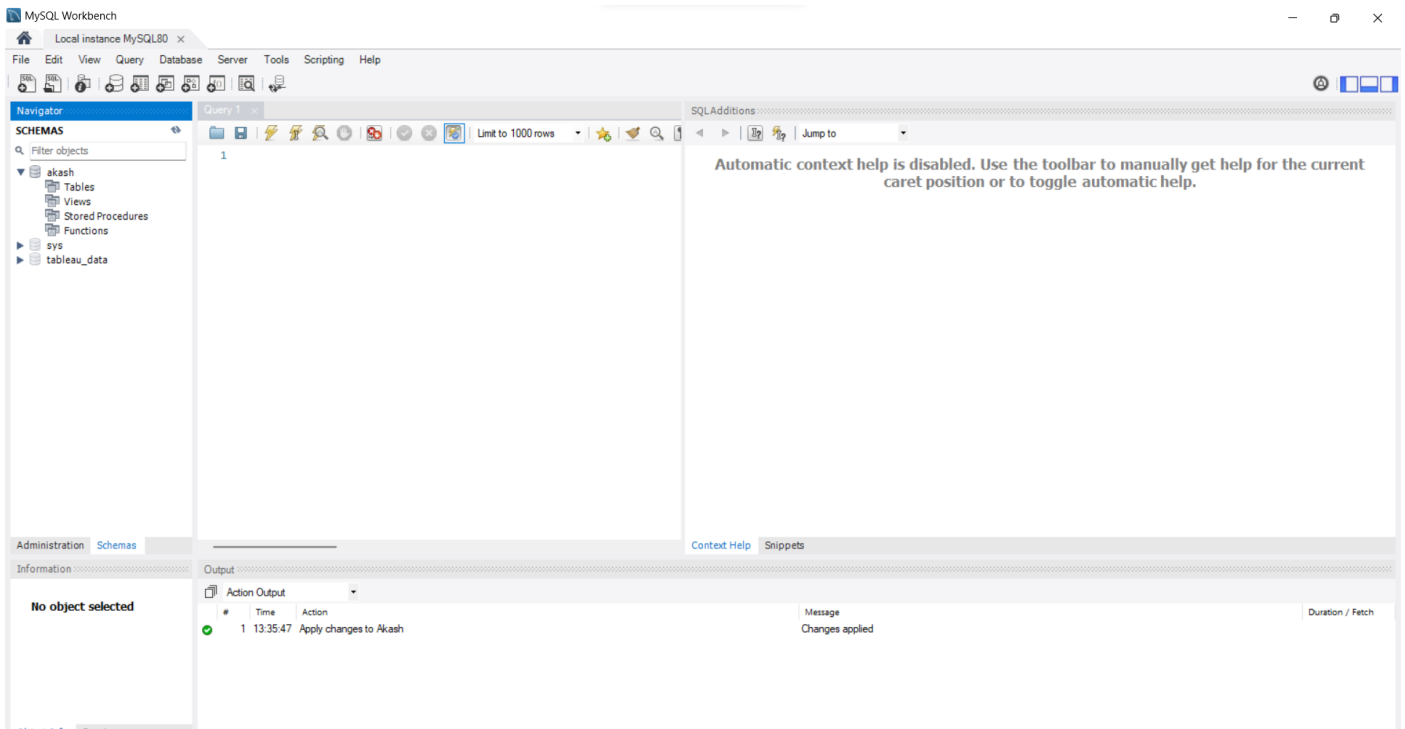 MySQL Workbench
Local instance MySQL80
File Edit View Query Database Server Tools Scripting Help
Navigator
SCHEMAS
Filter objects
akash
Tables
Views
Stored Procedures
Functions
sys
tableau_data
Administration Schemas
Information
No object selected
Query 1
Limit to 1000 rows
1
SQLAdditions
Jump to
Automatic context help is disabled. Use the toolbar to manually get help for the current
caret position or to toggle automatic help.
Context Help Snippets
Output
Action Output
# Time Action Message Duration / Fetch
1 13:35:47 Apply changes to Akash Changes applied